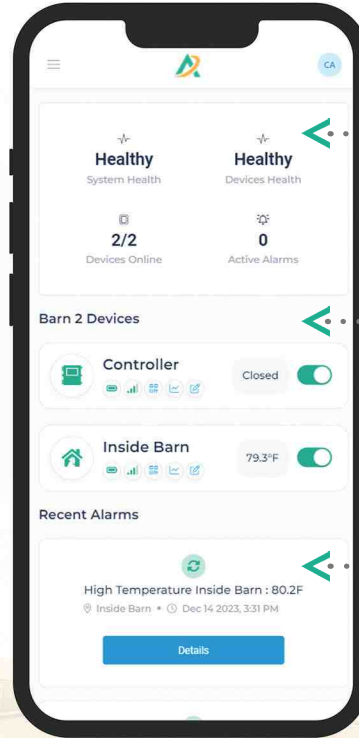 CA
Healthy Healthy
System Health Devices Health
2/2 0
Devices Online Active Alarms
Barn 2 Devices
Controller
Closed
Inside Barn
79.3°F
Recent Alarms
High Temperature Inside Barn : 80.2F
Inside Barn • Dec 14 2023, 3:31 PM
Details